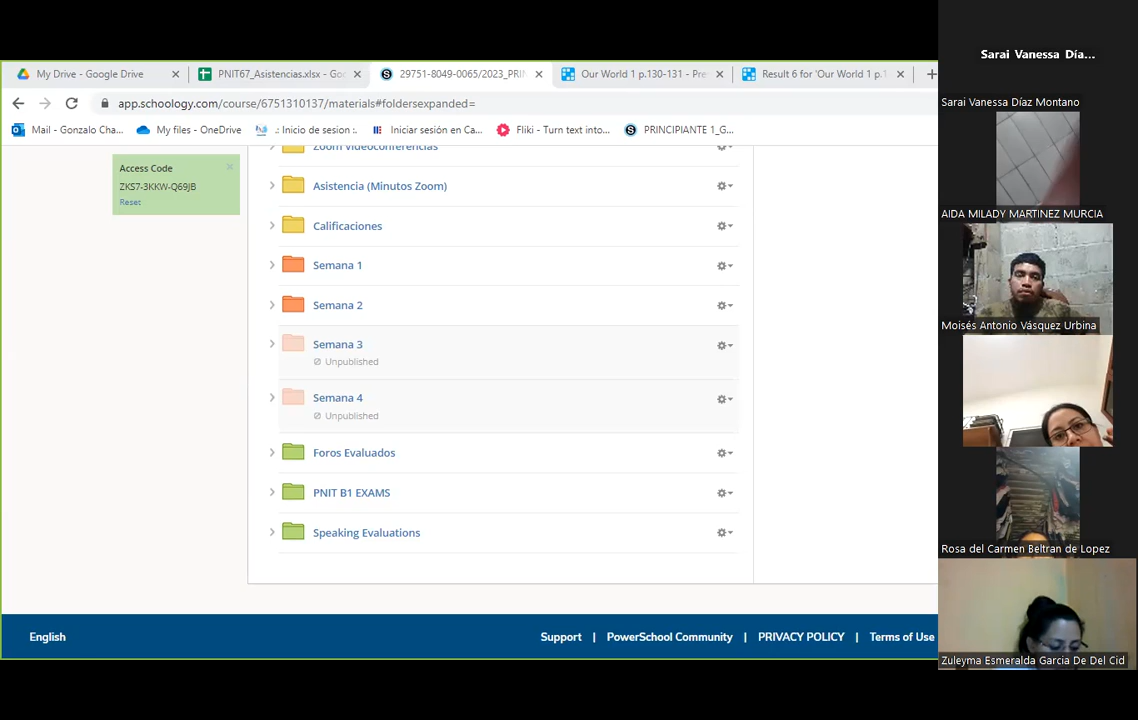 My Drive - Google Drive
PNIT67_Asistencias.xlsx - Goo
29751-8049-0065/2023_PRIN
Our World 1 p.130-131 - Pres
Result 6 for 'Our World 1 p.1
app.schoology.com/course/6751310137/materials#foldersexpanded=
Mail - Gonzalo Cha...
My files - OneDrive
.: Inicio de sesion :.
Iniciar sesión en Ca...
Fliki - Turn text into...
PRINCIPIANTE 1_G...
Access Code
ZKS7-3KKW-Q69JB
Reset
Zoom Videoconferencias
Asistencia (Minutos Zoom)
Calificaciones
Semana 1
Semana 2
Semana 3
Unpublished
Semana 4
Unpublished
Foros Evaluados
PNIT B1 EXAMS
Speaking Evaluations
English
Support | PowerSchool Community | PRIVACY POLICY | Terms of Use
Sarai Vanessa Día...
Sarai Vanessa Díaz Montano
AIDA MILADY MARTINEZ MURCIA
Moisés Antonio Vásquez Urbina
Rosa del Carmen Beltran de Lopez
Zuleyma Esmeralda Garcia De Del Cid